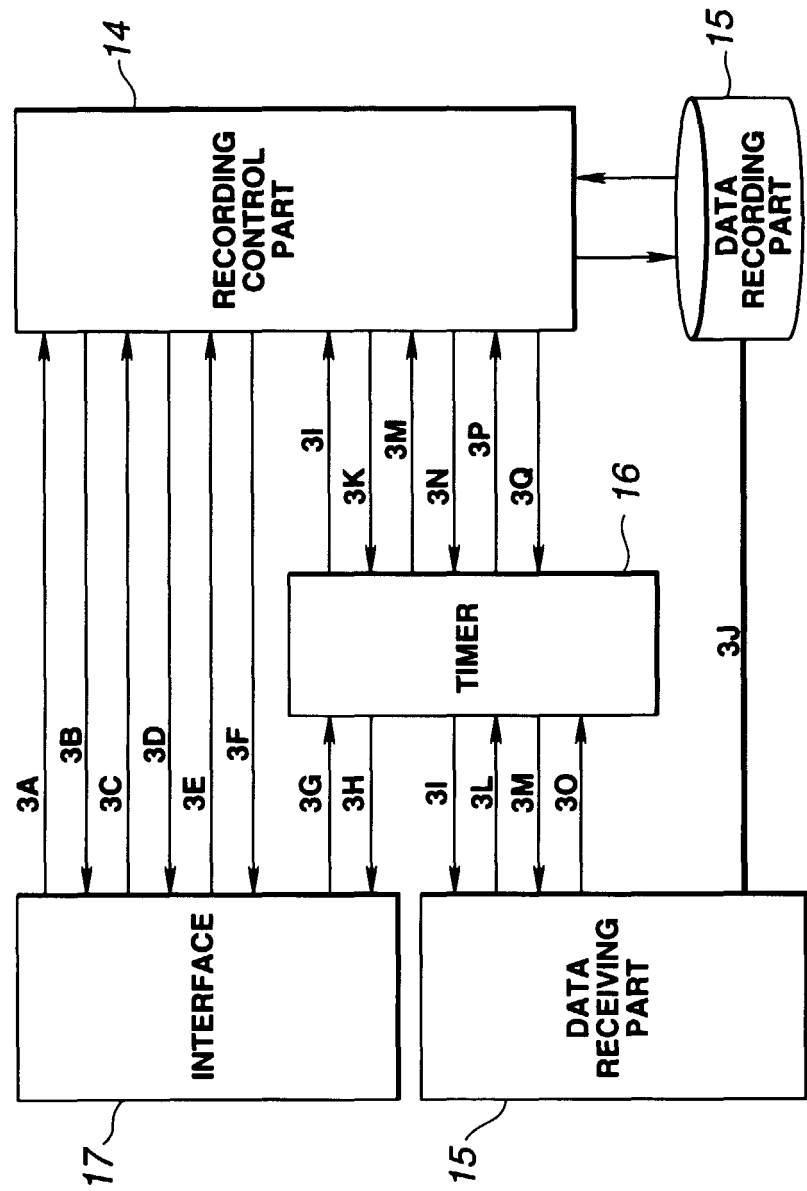 14
RECORDING
CONTROL
PART
15
DATA
RECORDING
PART
3A
3B
3C
3D
3E
3F
3I
3K
3M
3N
3P
3Q
16
TIMER
3J
3G
3H
3I
3L
3M
3O
INTERFACE
17
DATA
RECEIVING
PART
15